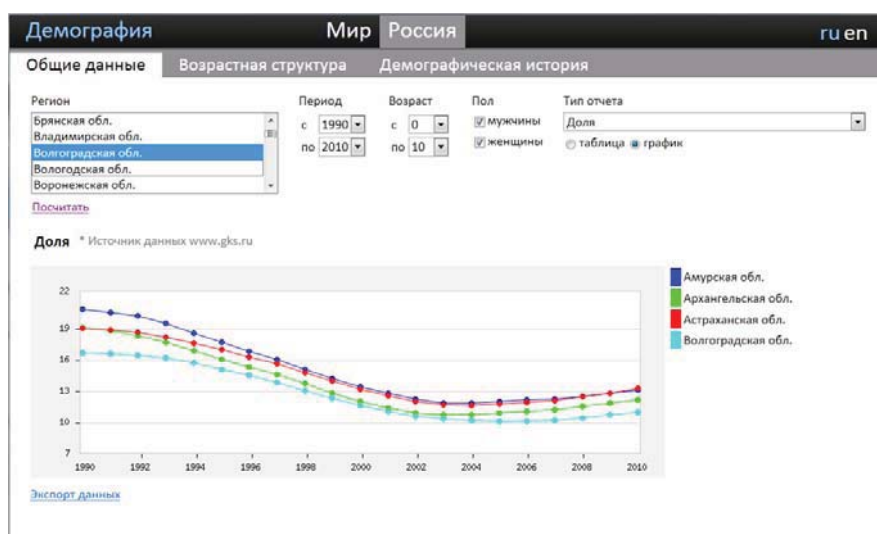 Демография Мир Россия ru en
Общие данные Возрастная структура Демографическая история
Регион Период Возраст Пол Тип отчета
Брянская обл. с 1990 с 0 мужчины Доля
Владимирская обл.
Волгоградская обл. по 2010 по 10 женщины таблица график
Вологодская обл.
Воронежская обл.
Посчитать
Доля * Источник данных www.gks.ru
Амурская обл.
Архангельская обл.
Астраханская обл.
Волгоградская обл.
22
19
16
13
10
7
1990 1992 1994 1996 1998 2000 2002 2004 2006 2008 2010
Экспорт данных